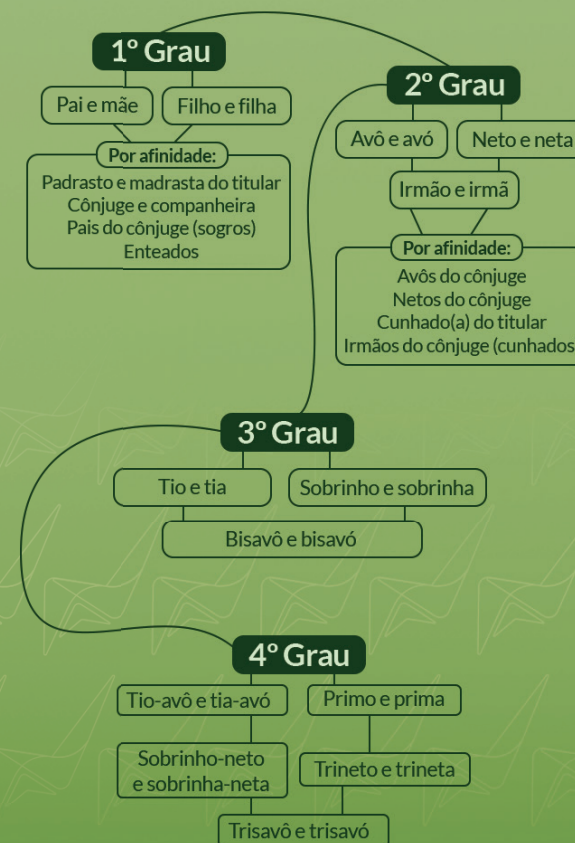 1º Grau
Pai e mãe
Filho e filha
Por afinidade:
Padrasto e madrasta do titular
Cônjuge e companheira
Pais do cônjuge (sogros)
Enteados
2º Grau
Avô e avó
Neto e neta
Irmão e irmã
Por afinidade:
Avôs do cônjuge
Netos do cônjuge
Cunhado(a) do titular
Irmãos do cônjuge (cunhados
3º Grau
Tio e tia
Sobrinho e sobrinha
Bisavô e bisavó
4º Grau
Tio-avô e tia-avó
Primo e prima
Sobrinho-neto
e sobrinha-neta
Trineto e trineta
Trisavô e trisavó